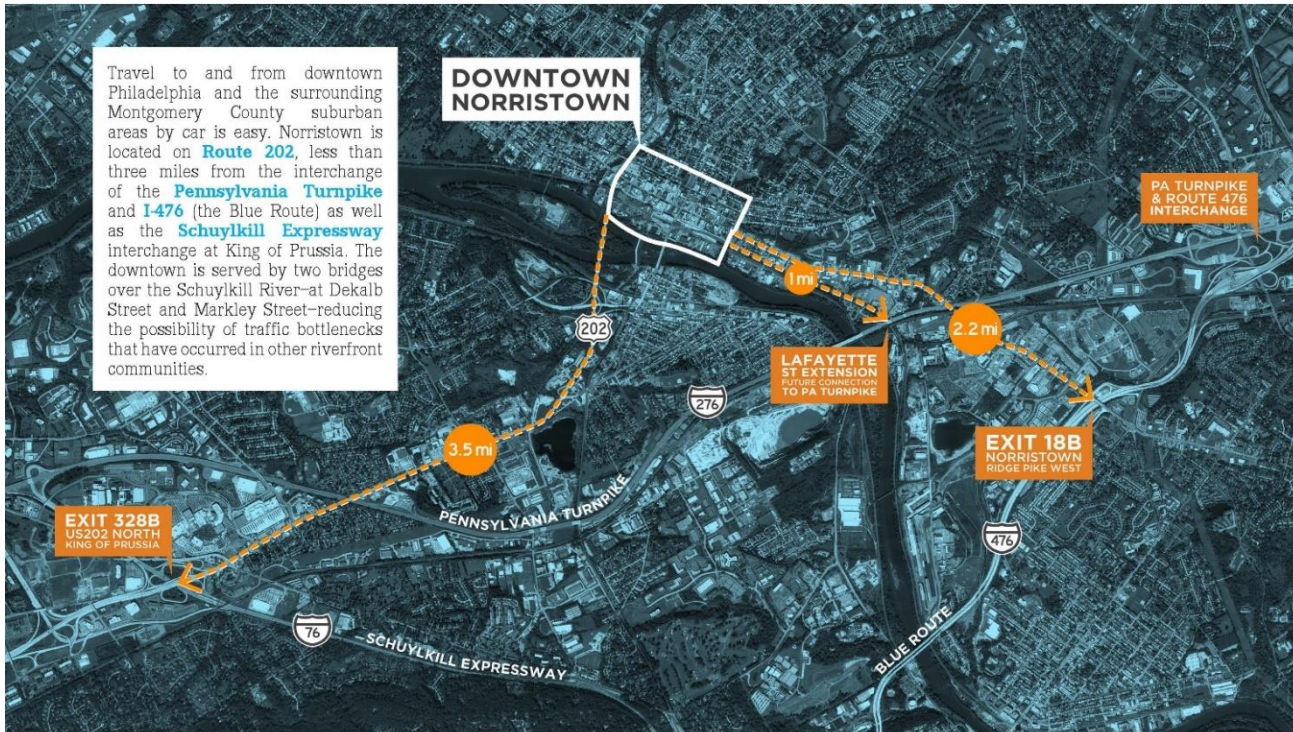 Travel to and from downtown
Philadelphia and the surrounding
Montgomery County suburban
areas by car is easy. Norristown is
located on Route 202, less than
three miles from the interchange
of the Pennsylvania Turnpike
and I-476 (the Blue Route) as well
as the Schuylkill Expressway
interchange at King of Prussia. The
downtown is served by two bridges
over the Schuylkill River–at Dekalb
Street and Markley Street–reducing
the possibility of traffic bottlenecks
that have occurred in other riverfront
communities.
DOWNTOWN
NORRISTOWN
PA TURNPIKE
& ROUTE 476
INTERCHANGE
1 mi
202
2.2 mi
LAFAYETTE
ST EXTENSION
FUTURE CONNECTION
TO PA TURNPIKE
276
3.5 mi
EXIT 18B
NORRISTOWN
RIDGE PIKE WEST
PENNSYLVANIA TURNPIKE
EXIT 328B
US202 NORTH
KING OF PRUSSIA
476
76
SCHUYLKILL EXPRESSWAY
BLUE ROUTE